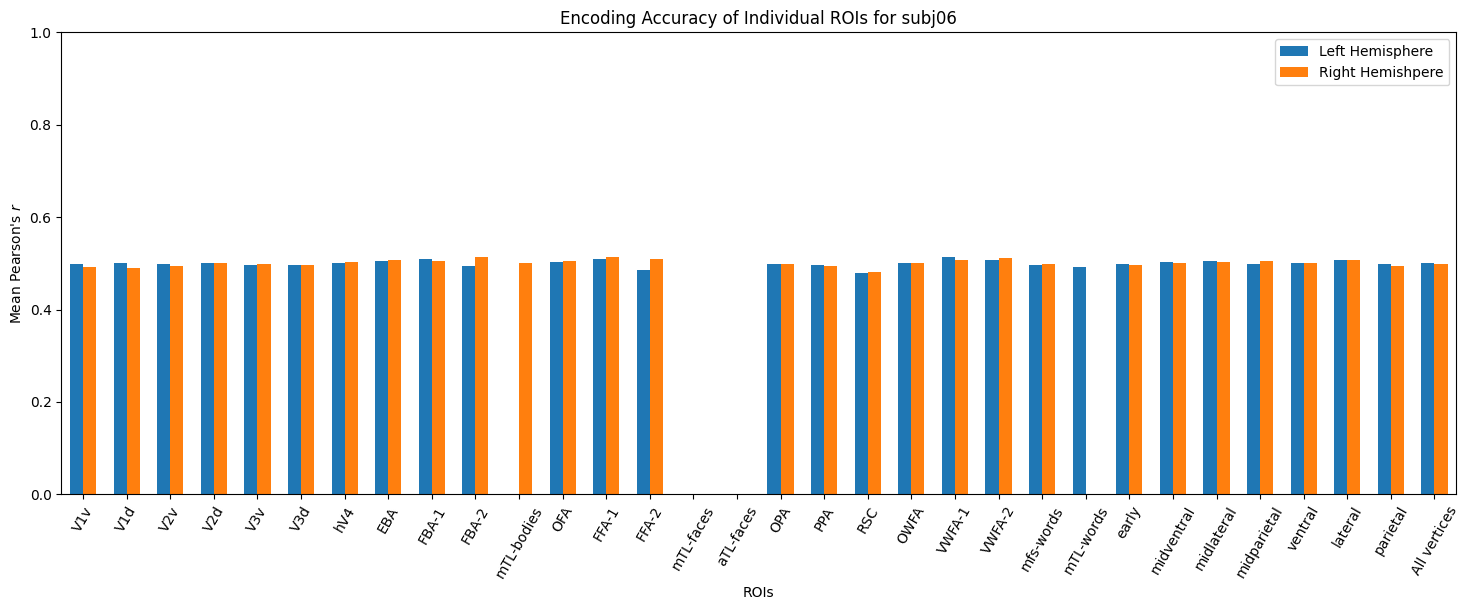 Encoding Accuracy of Individual ROIs for subj06
Left Hemisphere
Right Hemishpere
Mean Pearson's r
1.0
0.8
0.6
0.4
0.2
0.0
V1v
V1d
V2v
V2d
V3v
V3d
hV4
EBA
FBA-1
FBA-2
mTL-bodies
OFA
FFA-1
FFA-2
mTL-faces
aTL-faces
OPA
PPA
RSC
OWFA
VWFA-1
VWFA-2
mfs-words
mTL-words
early
midventral
midlateral
midparietal
ventral
lateral
parietal
All vertices
ROIs